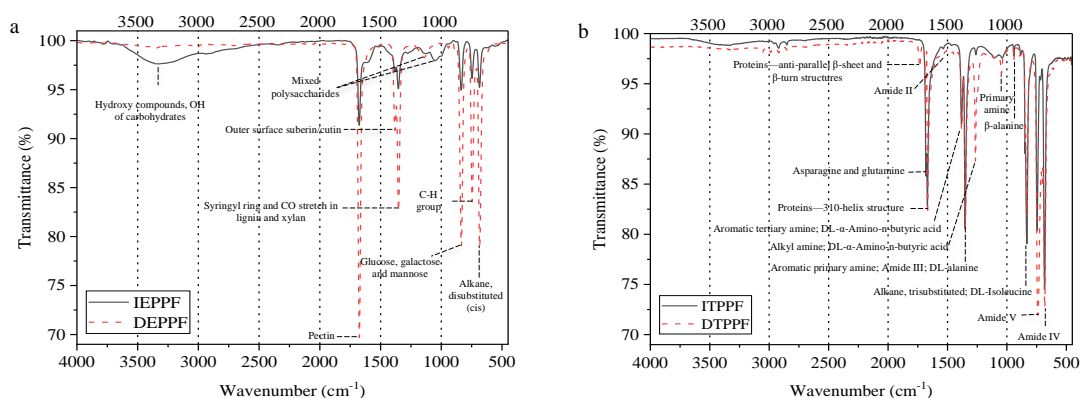 a
3500 3000 2500 2000 1500 1000
100
95
90
85
80
75
70
Transmittance (%)
Mixed
polysaccharides
Hydroxy compounds, OH
of carbohydrates
Outer surface suberin/cutin
Syringyl ring and CO stretch in
lignia and xylan
C-H
group
Glucose, galactose
and mannose
Alkane,
disubstituted
(cis)
Pectin
IEPPF
DEPPF
4000 3500 3000 2500 2000 1500 1000 500
Wavenumber (cm-1)
b
3500 3000 2500 2000 1500 1000
100
95
90
85
80
75
70
Transmittance (%)
Proteins—anti-parallel β-sheet and
β-turn structures
Amide II
Primary
amine
β-alanine
Asparagine and glutamine
Proteins—310-helix structure
Aromatic tertiary amine; DL-α-Amino-n-butyric acid
Alkyl amine; DL-α-Amino-n-butyric acid
Aromatic primary amine; Amide III; DL-alanine
Alkane, trisubstituted; DL-Isoleucine
Amide V
Amide IV
ITPPF
DTPPF
4000 3500 3000 2500 2000 1500 1000 500
Wavenumber (cm-1)